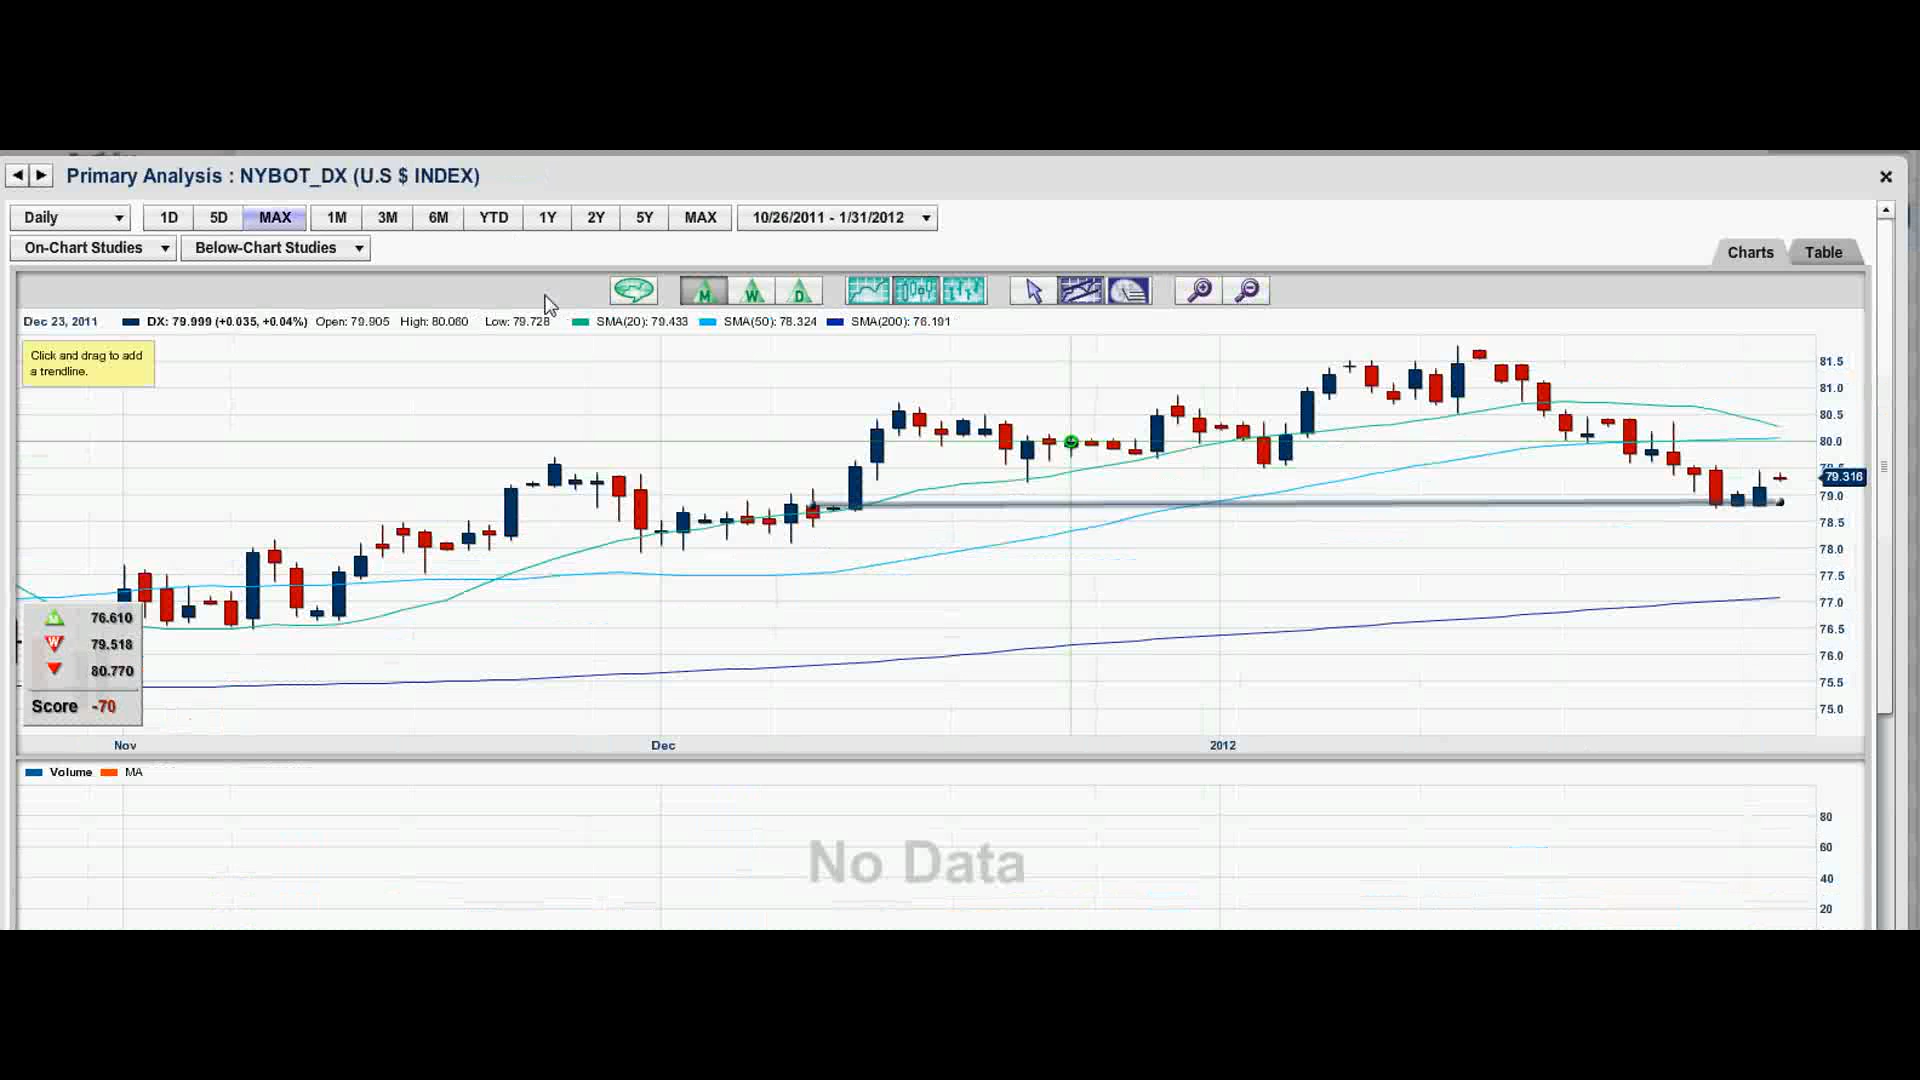 Primary Analysis : NYBOT_DX (U.S $ INDEX)
Daily 1D 5D MAX 1M 3M 6M YTD 1Y 2Y 5Y MAX 10/26/2011 - 1/31/2012
On-Chart Studies Below-Chart Studies
Charts Table
M W D
Dec 23, 2011 DX: 79.999 (+0.035, +0.04%) Open: 79.905 High: 80.060 Low: 79.728 SMA(20): 79.433 SMA(50): 78.324 SMA(200): 76.191
Click and drag to add
a trendline.
81.5
81.0
80.5
80.0
79.316
79.0
78.5
78.0
77.5
77.0
76.5
76.0
75.5
75.0
M 76.610
W 79.518
80.770
Score -70
Nov Dec 2012
Volume MA
No Data
80
60
40
20